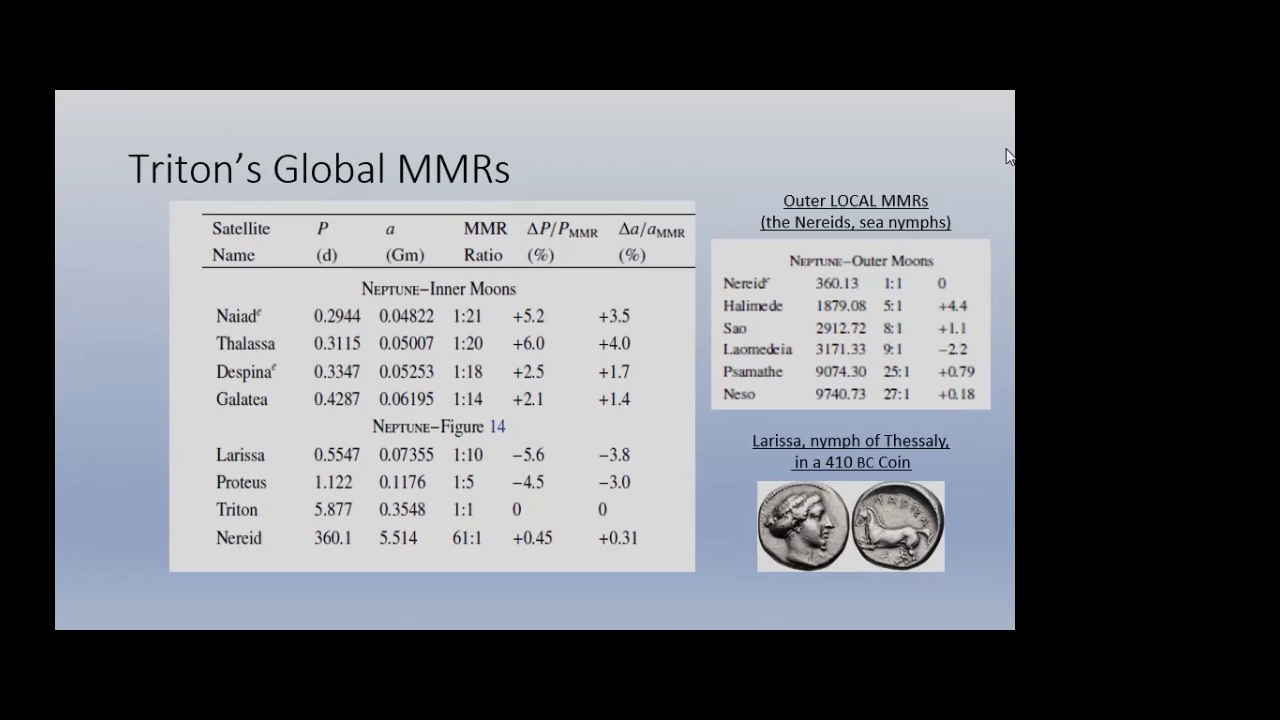 Triton's Global MMRs
Satellite P a MMR ΔP/P_MMR Δa/a_MMR
Name (d) (Gm) Ratio (%) (%)
NEPTUNE–Inner Moons
Naiad^e 0.2944 0.04822 1:21 +5.2 +3.5
Thalassa 0.3115 0.05007 1:20 +6.0 +4.0
Despina^e 0.3347 0.05253 1:18 +2.5 +1.7
Galatea 0.4287 0.06195 1:14 +2.1 +1.4
NEPTUNE–Figure 14
Larissa 0.5547 0.07355 1:10 −5.6 −3.8
Proteus 1.122 0.1176 1:5 −4.5 −3.0
Triton 5.877 0.3548 1:1 0 0
Nereid 360.1 5.514 61:1 +0.45 +0.31
Outer LOCAL MMRs
(the Nereids, sea nymphs)
NEPTUNE–Outer Moons
Nereid^e 360.13 1:1 0
Halimede 1879.08 5:1 +4.4
Sao 2912.72 8:1 +1.1
Laomedeia 3171.33 9:1 −2.2
Psamathe 9074.30 25:1 +0.79
Neso 9740.73 27:1 +0.18
Larissa, nymph of Thessaly,
in a 410 BC Coin